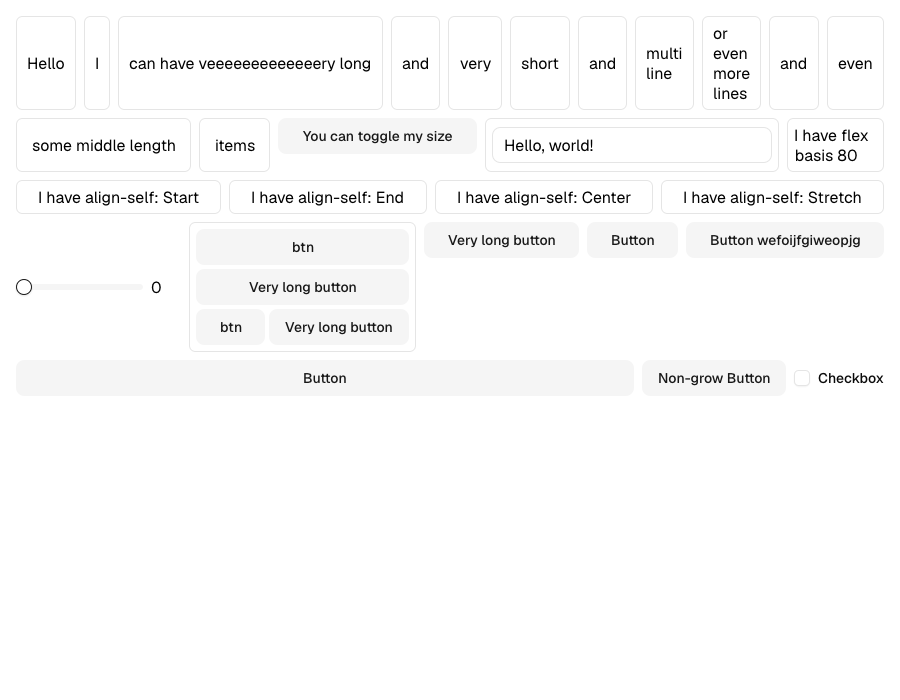 Hello
I
can have veeeeeeeeeeeeery long
and
very
short
and
multi
line
or
even
more
lines
and
even
some middle length
items
You can toggle my size
Hello, world!
I have flex
basis 80
I have align-self: Start
I have align-self: End
I have align-self: Center
I have align-self: Stretch
0
btn
Very long button
btn
Very long button
Very long button
Button
Button wefoijfgiweopjg
Button
Non-grow Button
Checkbox